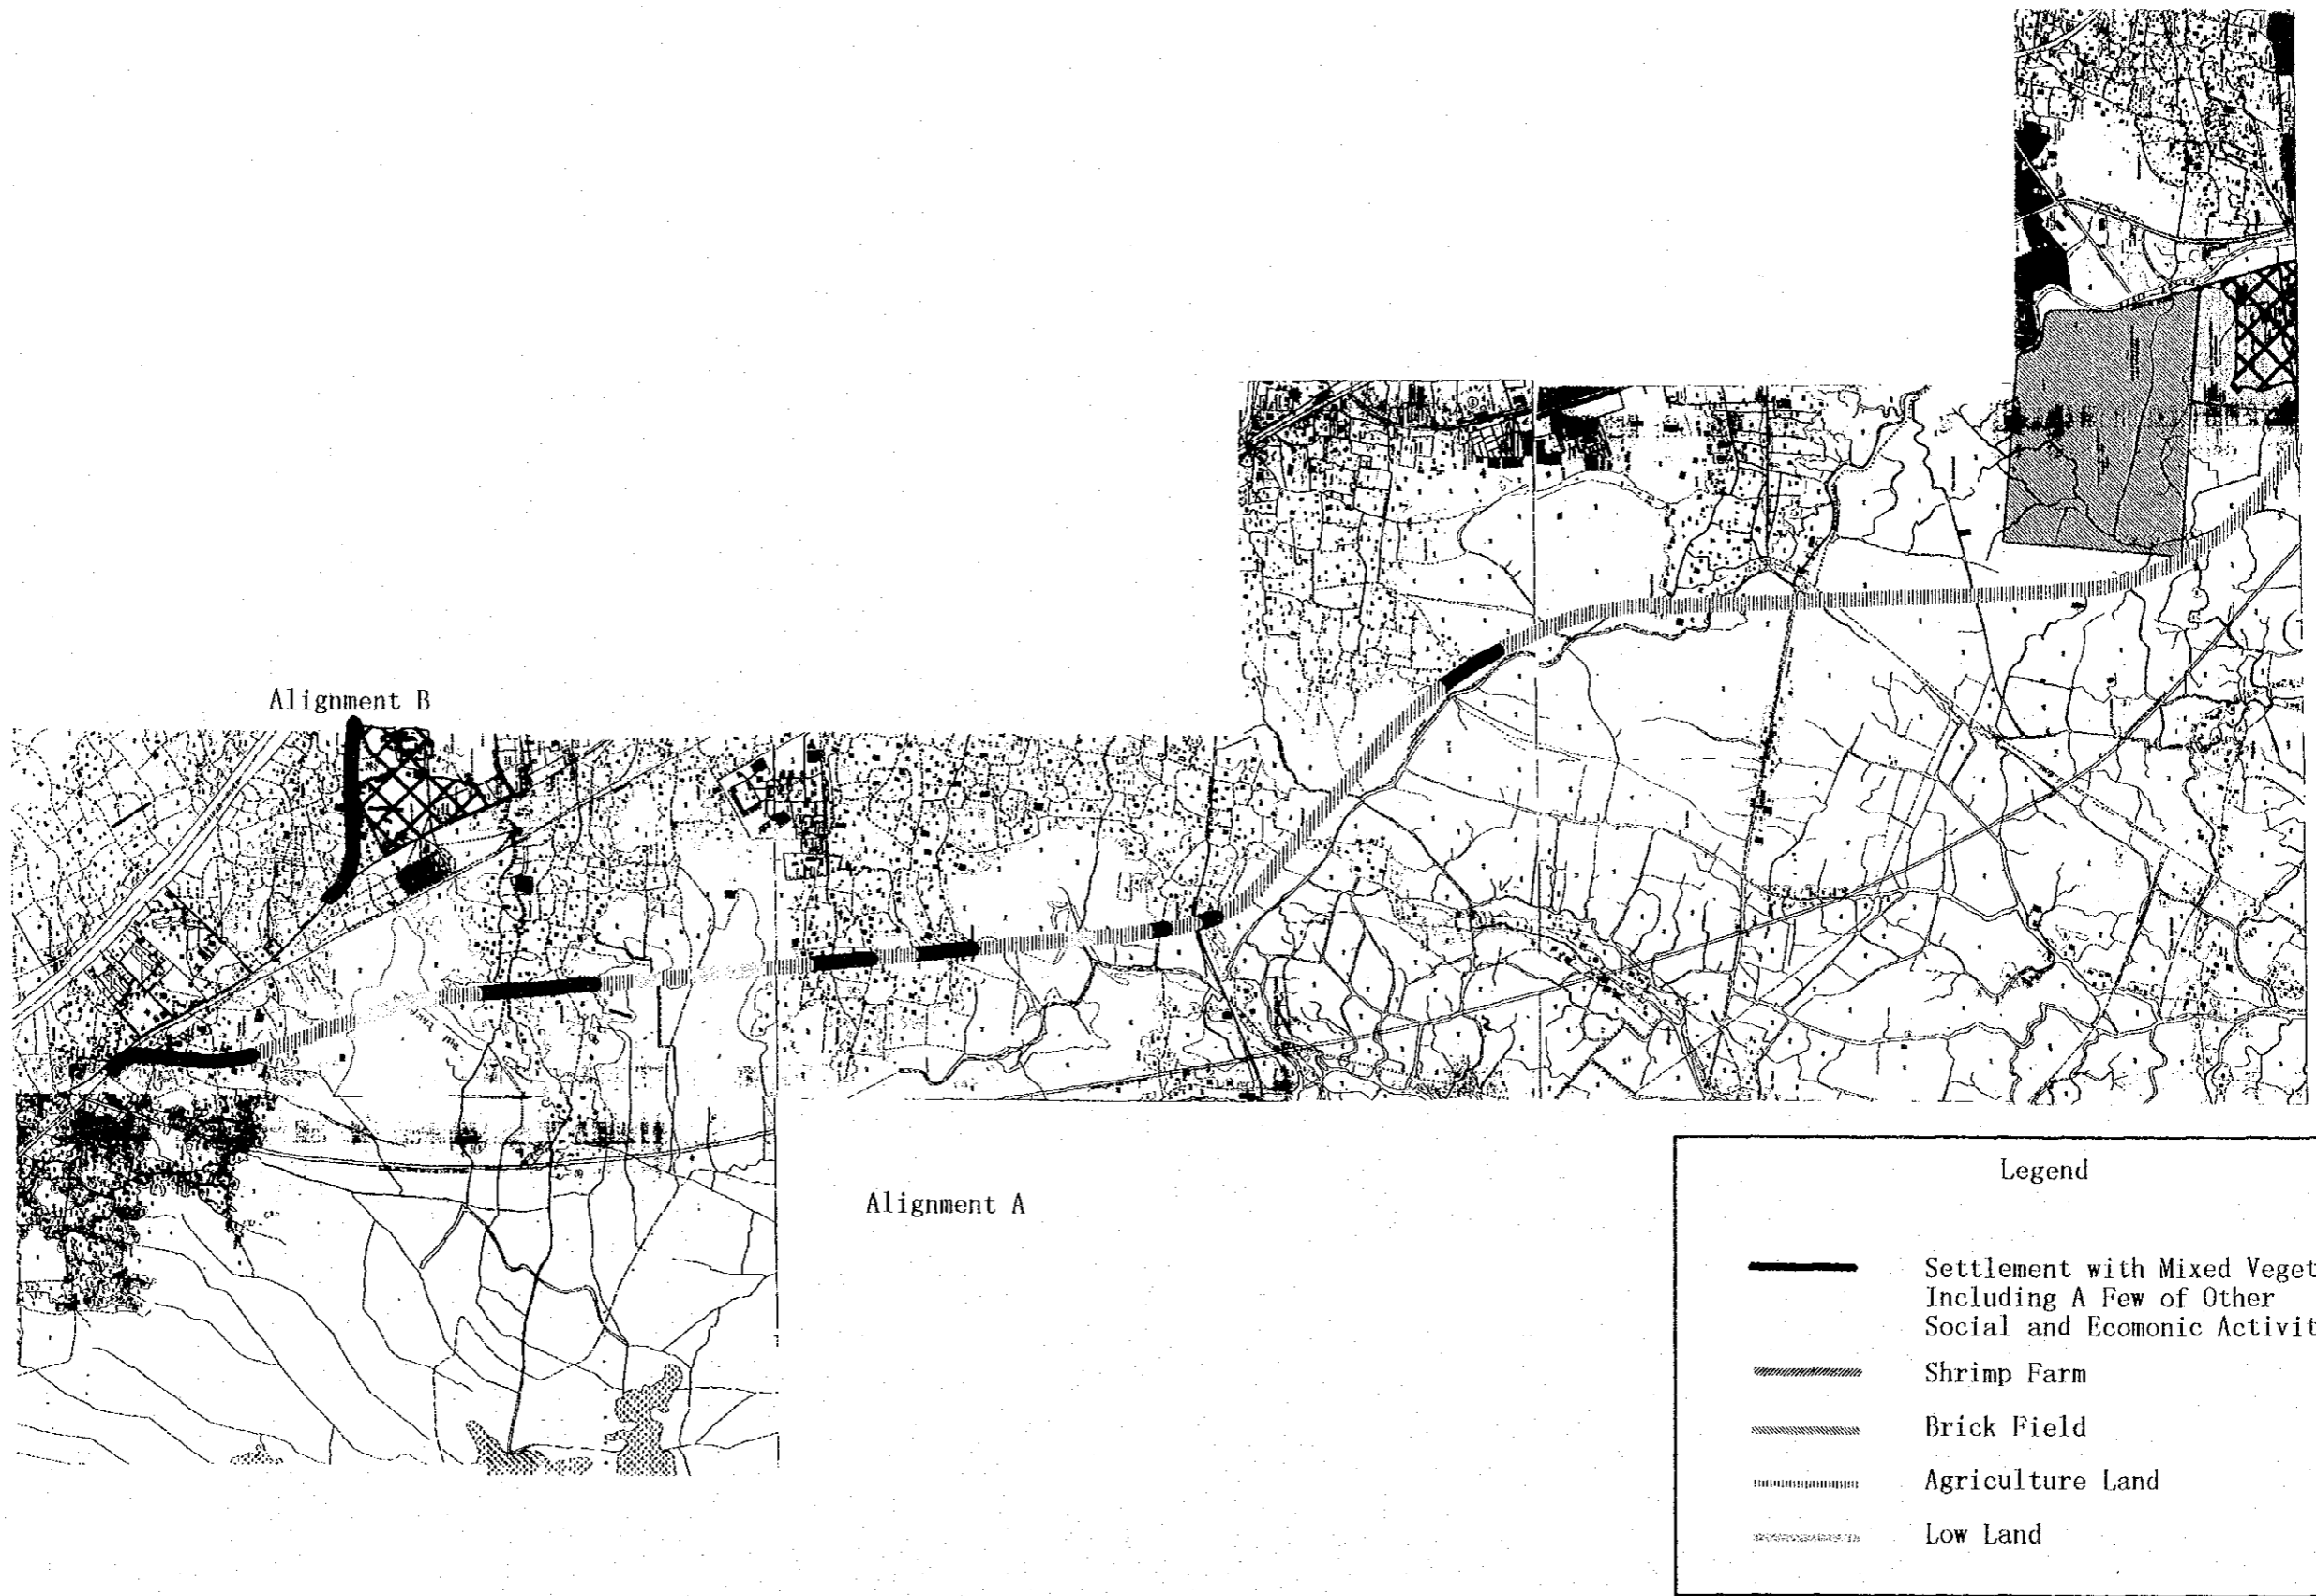 Alignment B
Alignment A
Legend
Settlement with Mixed Veget
Including A Few of Other
Social and Ecomonic Activit
Shrimp Farm
Brick Field
Agriculture Land
Low Land